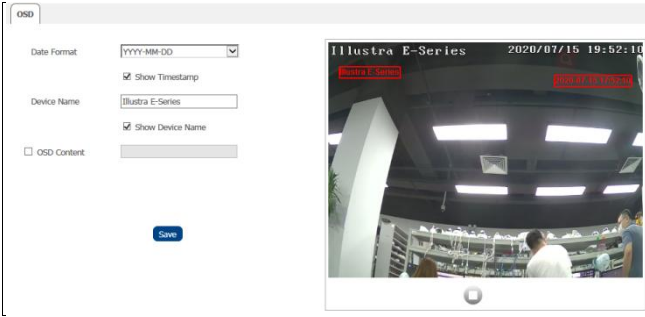 OSD
Date Format
YYYY-MM-DD
Show Timestamp
Device Name
Illustra E-Series
Show Device Name
OSD Content
Save
Illustra E-Series 2020/07/15 19:52:10
Illustra E-Series